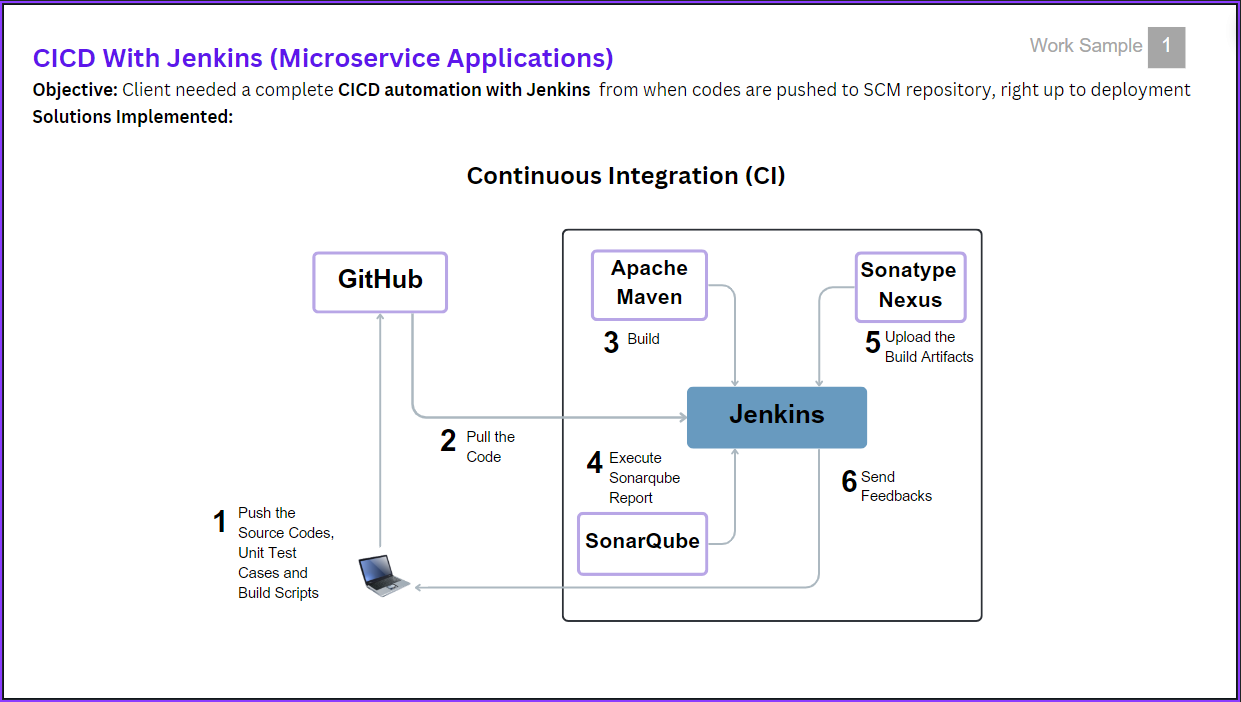 Work Sample 1
CICD With Jenkins (Microservice Applications)
Objective: Client needed a complete CICD automation with Jenkins from when codes are pushed to SCM repository, right up to deployment
Solutions Implemented:
Continuous Integration (CI)
GitHub
Apache
Maven
3 Build
Sonatype
Nexus
5 Upload the
Build Artifacts
Jenkins
2 Pull the
Code
4 Execute
Sonarqube
Report
6 Send
Feedbacks
SonarQube
1 Push the
Source Codes,
Unit Test
Cases and
Build Scripts